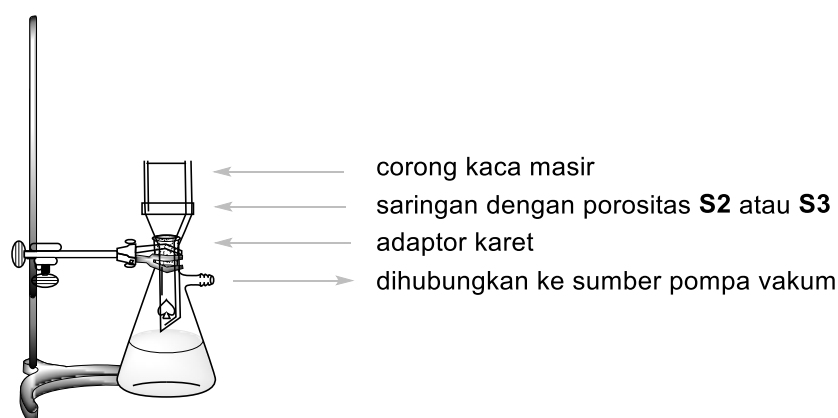 corong kaca masir
saringan dengan porositas S2 atau S3
adaptor karet
dihubungkan ke sumber pompa vakum